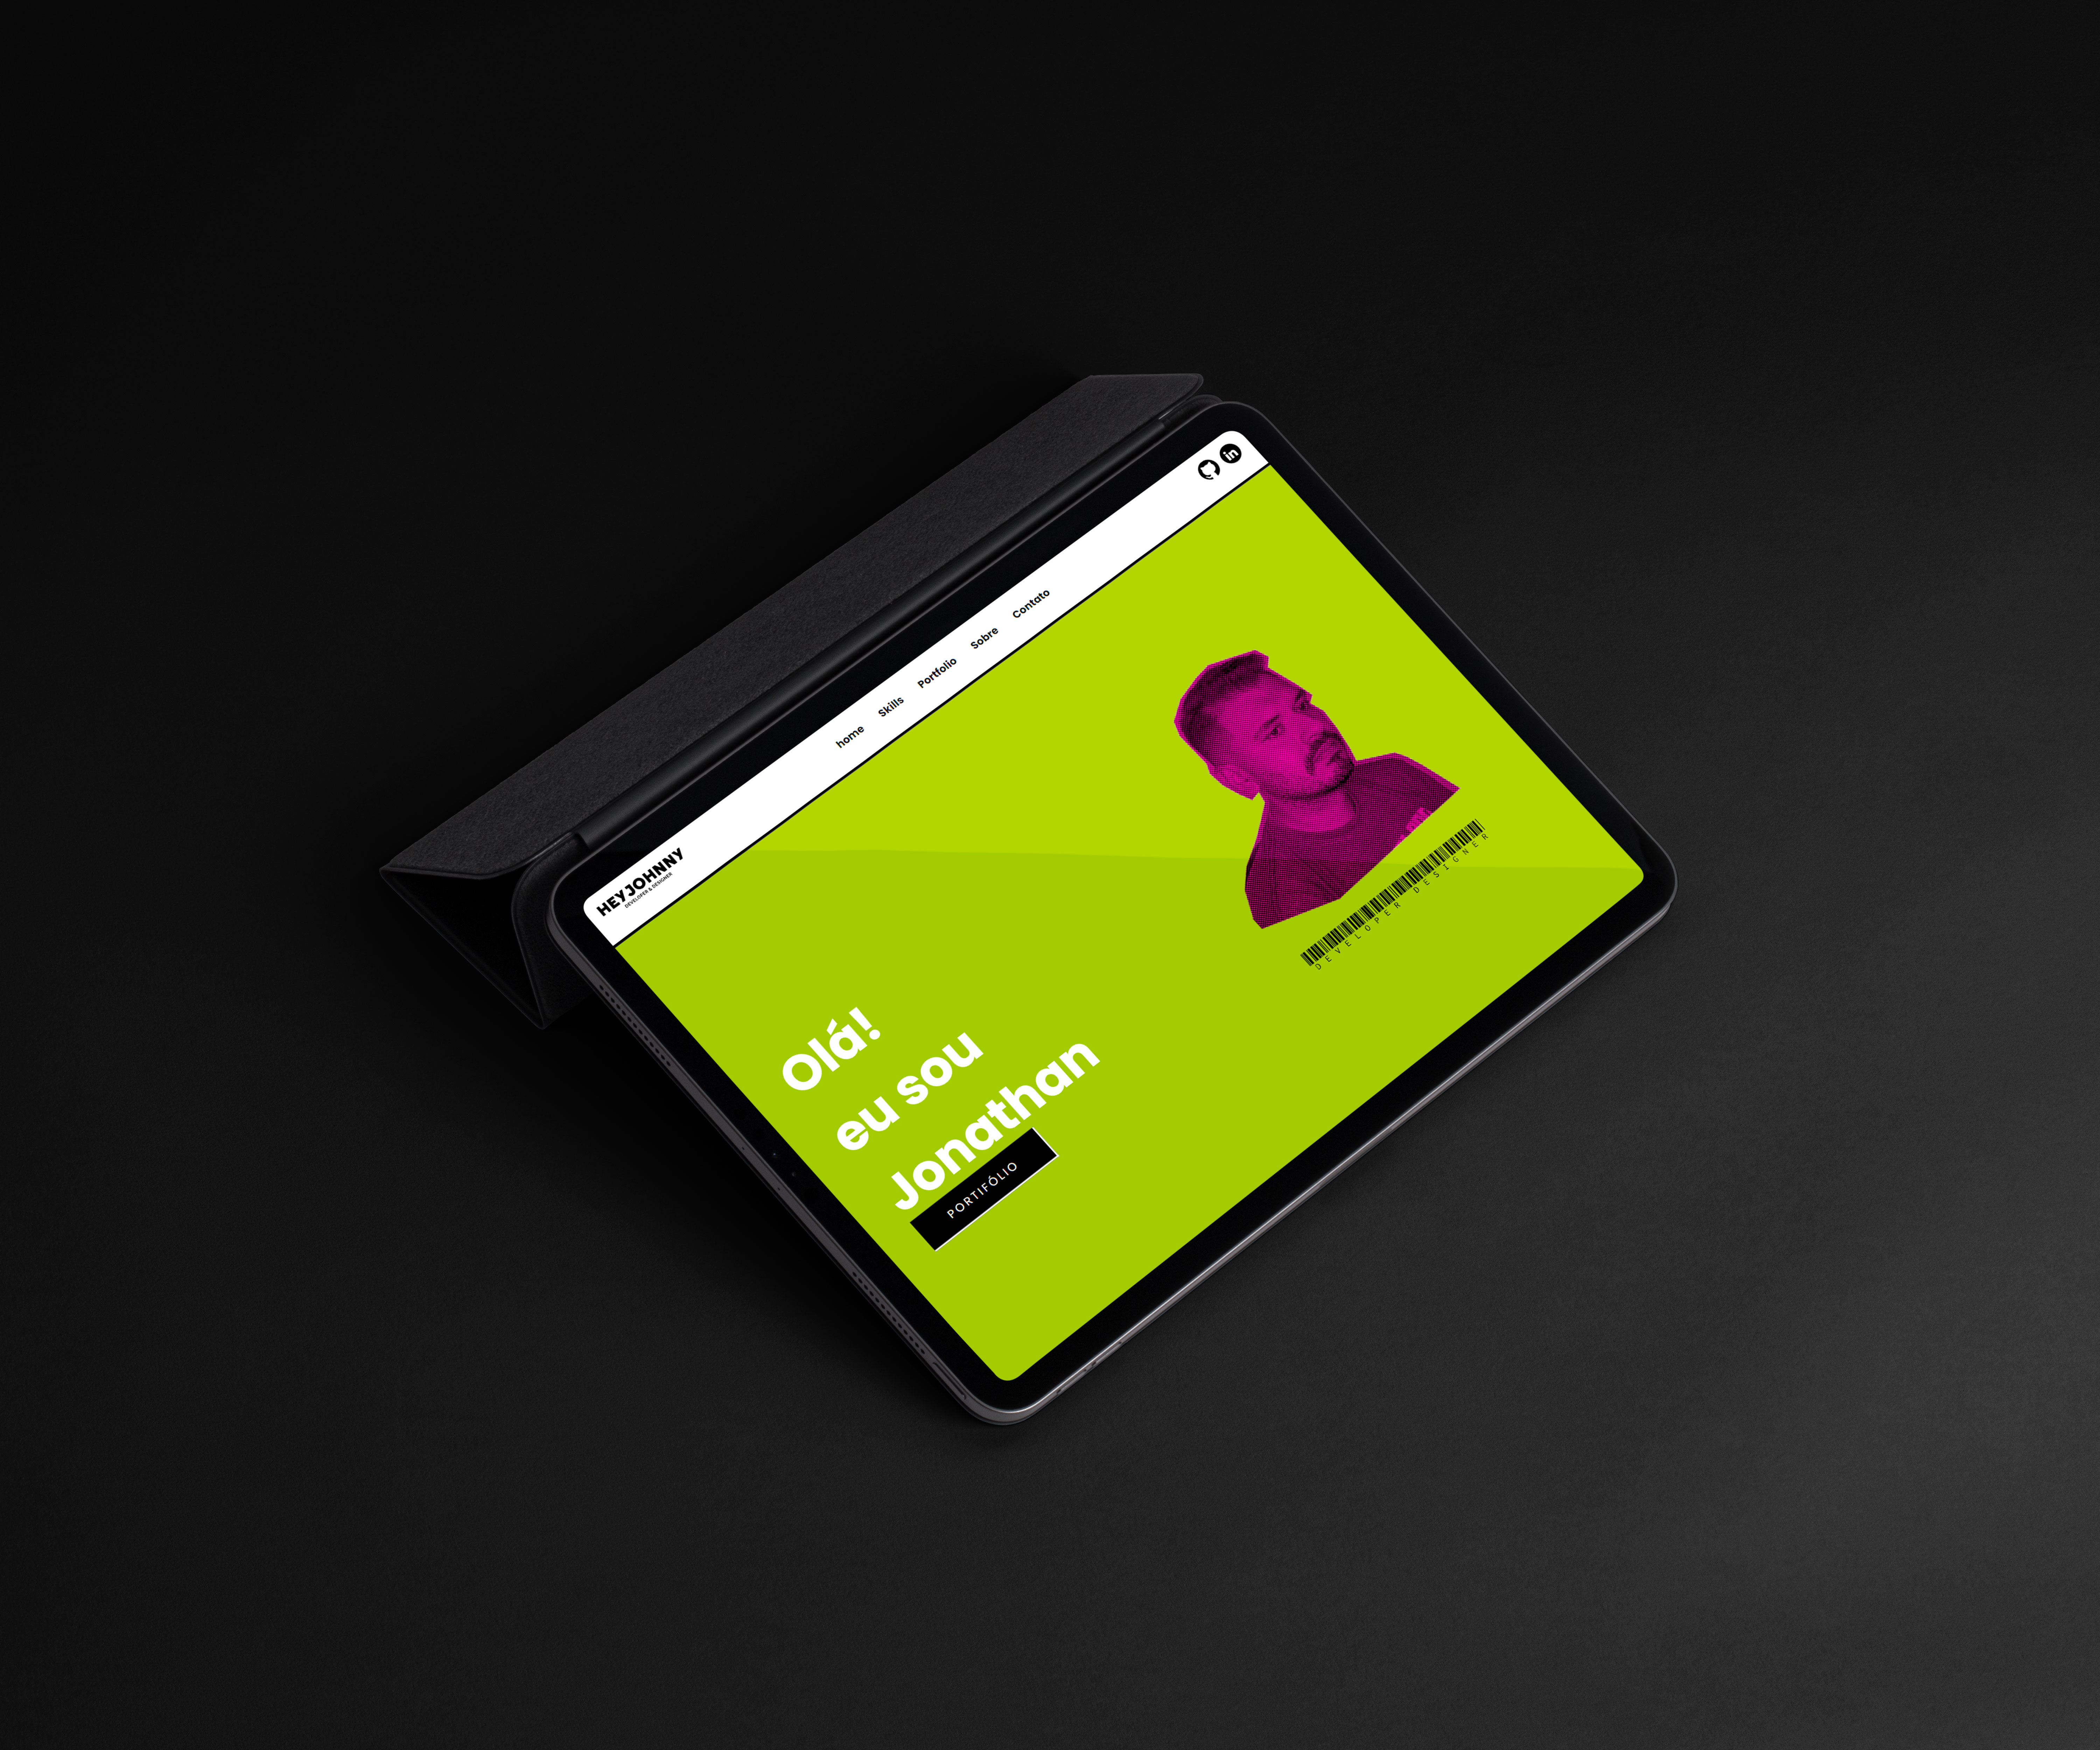 HEYJOHNNY
DEVELOPER & DESIGNER
home Skills Portfolio Sobre Contato
in
Olá!
eu sou
Jonathan
PORTIFÓLIO
DEVELOPER DESIGNER